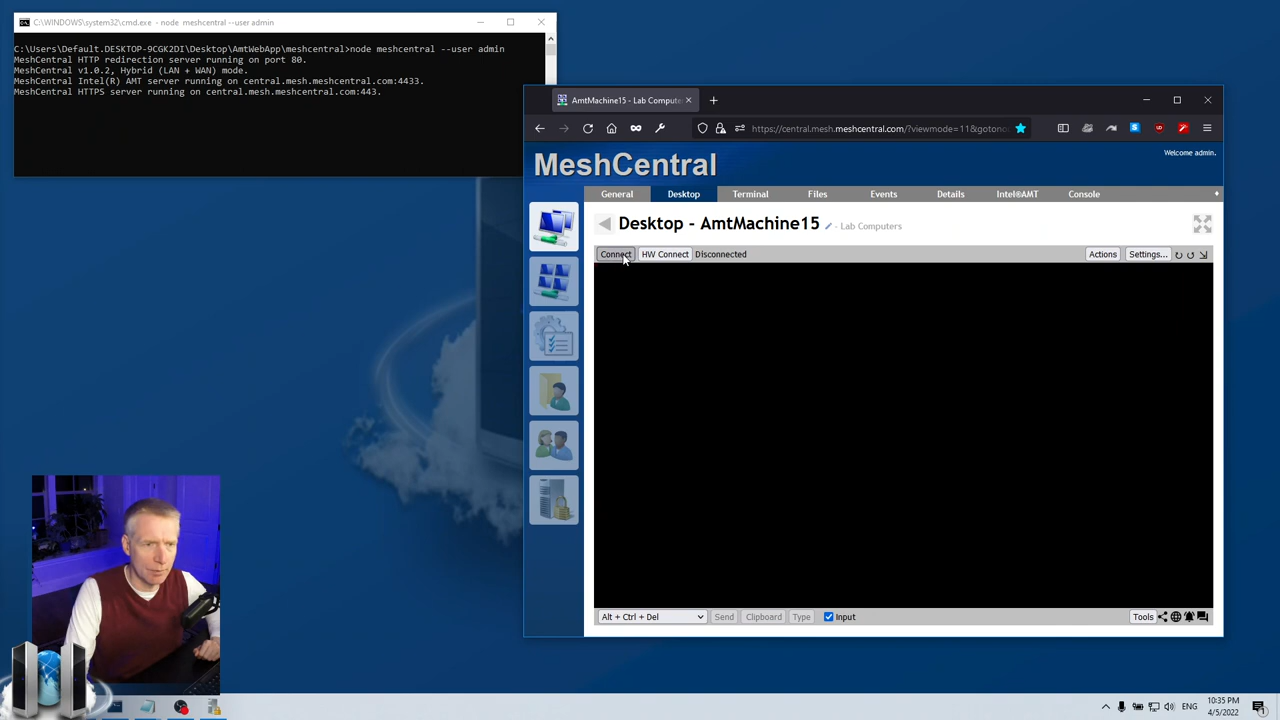 C:\WINDOWS\system32\cmd.exe - node meshcentral --user admin
C:\Users\Default.DESKTOP-9CGK2DI\Desktop\AmtWebApp\meshcentral>node meshcentral --user admin
MeshCentral HTTP redirection server running on port 80.
MeshCentral v1.0.2, Hybrid (LAN + WAN) mode.
MeshCentral Intel(R) AMT server running on central.mesh.meshcentral.com:4433.
MeshCentral HTTPS server running on central.mesh.meshcentral.com:443.
AmtMachine15 - Lab Compute
https://central.mesh.meshcentral.com/?viewmode=11&gotono
MeshCentral
Welcome admin.
General Desktop Terminal Files Events Details Intel®AMT Console
Desktop - AmtMachine15 - Lab Computers
Connect HW Connect Disconnected Actions Settings...
Alt + Ctrl + Del Send Clipboard Type Input Tools
10:35 PM
ENG
4/5/2022